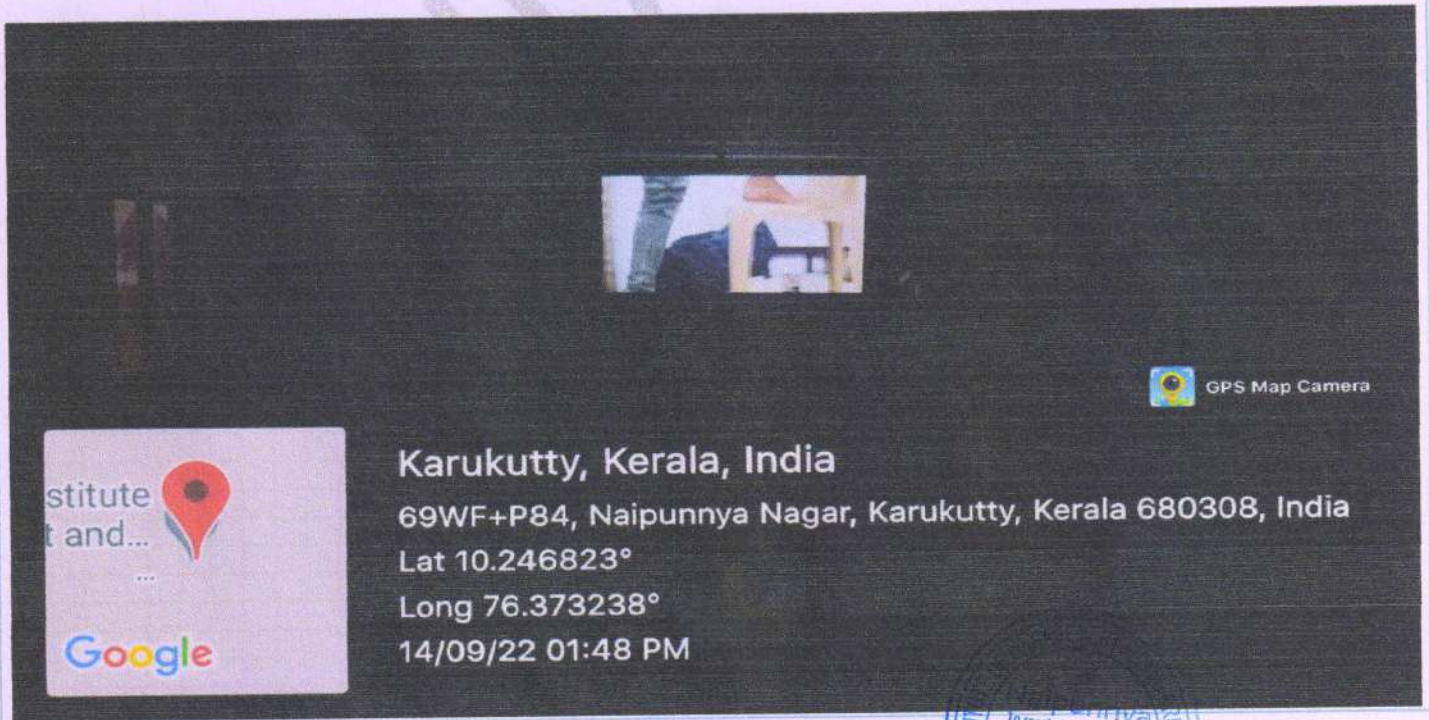 GPS Map Camera
stitute
t and...
...
Google
Karukutty, Kerala, India
69WF+P84, Naipunnya Nagar, Karukutty, Kerala 680308, India
Lat 10.246823°
Long 76.373238°
14/09/22 01:48 PM